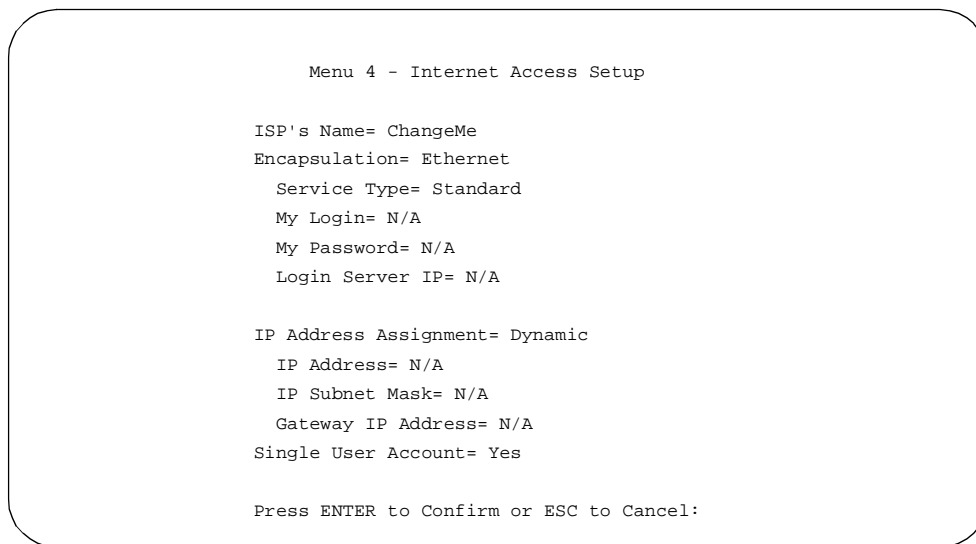 Menu 4 - Internet Access Setup
ISP's Name= ChangeMe
Encapsulation= Ethernet
Service Type= Standard
My Login= N/A
My Password= N/A
Login Server IP= N/A
IP Address Assignment= Dynamic
IP Address= N/A
IP Subnet Mask= N/A
Gateway IP Address= N/A
Single User Account= Yes
Press ENTER to Confirm or ESC to Cancel: